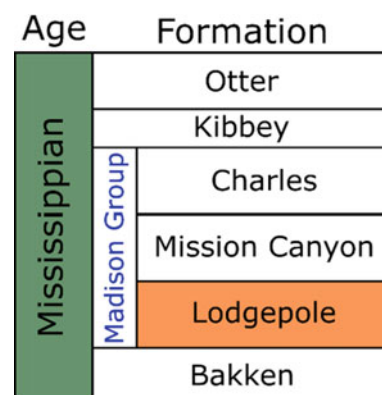 Age
Formation
Mississippian
Otter
Kibbey
Madison Group
Charles
Mission Canyon
Lodgepole
Bakken